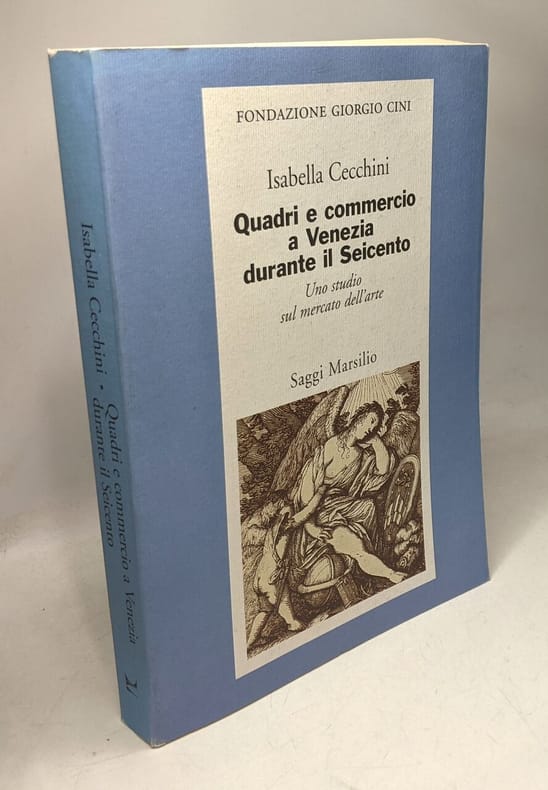 FONDAZIONE GIORGIO CINI
Isabella Cecchini
Quadri e commercio
a Venezia
durante il Seicento
Uno studio
sul mercato dell'arte
Saggi Marsilio
Isabella Cecchini • Quadri e commercio a Venezia
durante il Seicento